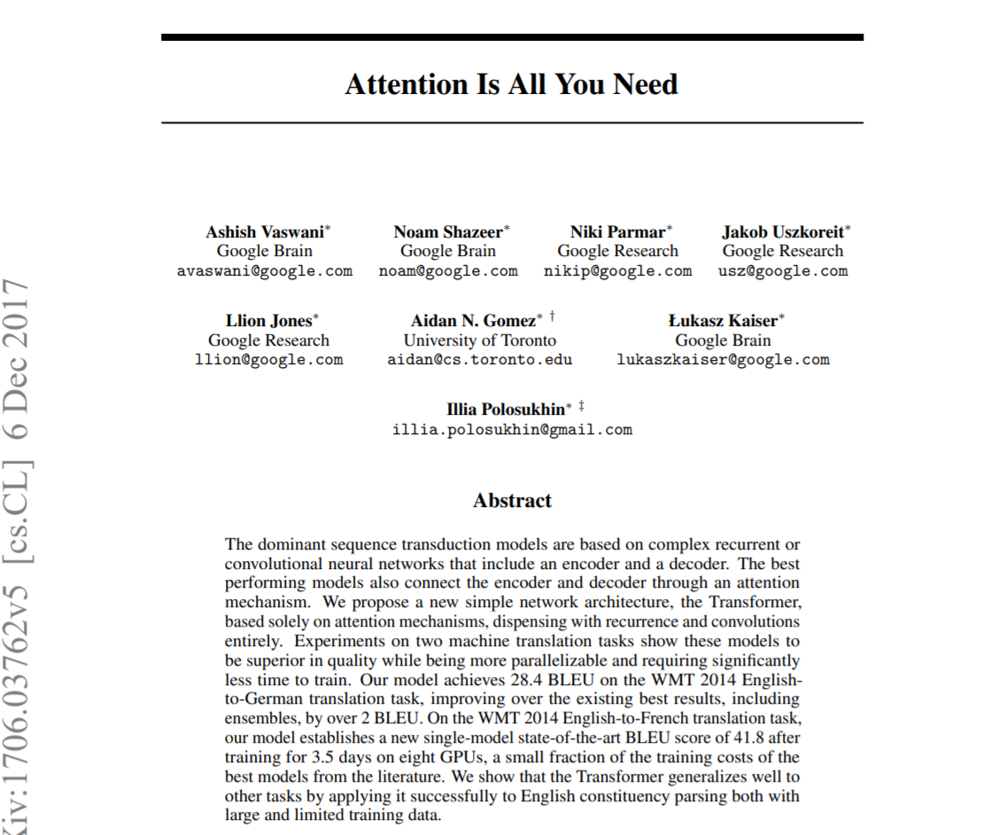 Attention Is All You Need
Ashish Vaswani* Noam Shazeer* Niki Parmar* Jakob Uszkoreit*
Google Brain Google Brain Google Research Google Research
avaswani@google.com noam@google.com nikip@google.com usz@google.com
Llion Jones* Aidan N. Gomez* † Łukasz Kaiser*
Google Research University of Toronto Google Brain
llion@google.com aidan@cs.toronto.edu lukaszkaiser@google.com
Illia Polosukhin* ‡
illia.polosukhin@gmail.com
Abstract
The dominant sequence transduction models are based on complex recurrent or
convolutional neural networks that include an encoder and a decoder. The best
performing models also connect the encoder and decoder through an attention
mechanism. We propose a new simple network architecture, the Transformer,
based solely on attention mechanisms, dispensing with recurrence and convolutions
entirely. Experiments on two machine translation tasks show these models to
be superior in quality while being more parallelizable and requiring significantly
less time to train. Our model achieves 28.4 BLEU on the WMT 2014 English-
to-German translation task, improving over the existing best results, including
ensembles, by over 2 BLEU. On the WMT 2014 English-to-French translation task,
our model establishes a new single-model state-of-the-art BLEU score of 41.8 after
training for 3.5 days on eight GPUs, a small fraction of the training costs of the
best models from the literature. We show that the Transformer generalizes well to
other tasks by applying it successfully to English constituency parsing both with
large and limited training data.
Xiv:1706.03762v5 [cs.CL] 6 Dec 2017